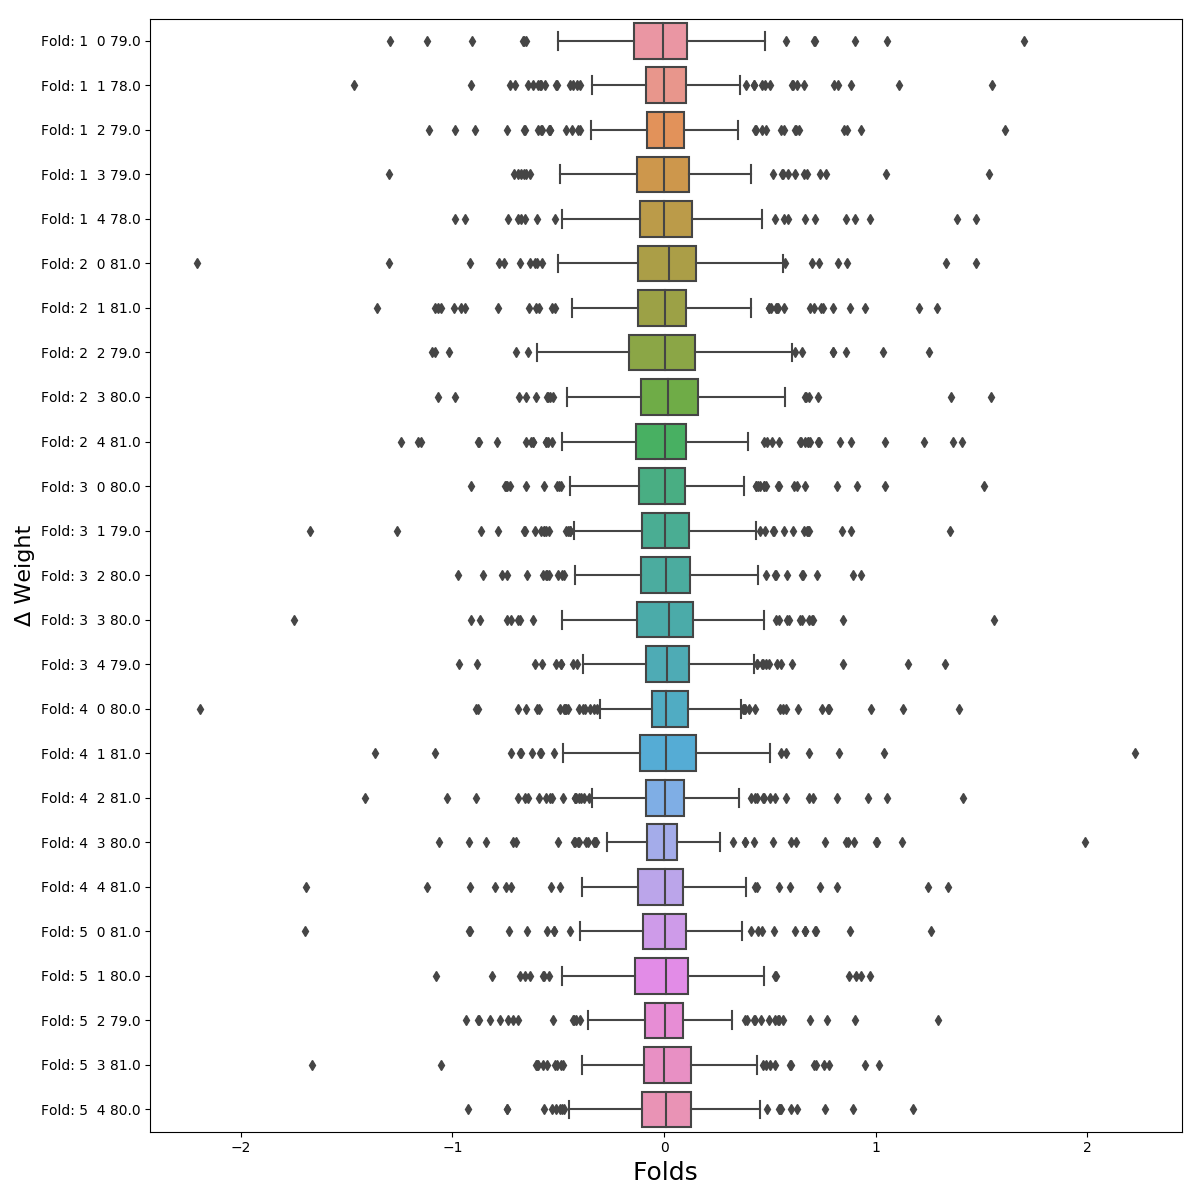 Fold: 1  0 79.0
Fold: 1  1 78.0
Fold: 1  2 79.0
Fold: 1  3 79.0
Fold: 1  4 78.0
Fold: 2  0 81.0
Fold: 2  1 81.0
Fold: 2  2 79.0
Fold: 2  3 80.0
Fold: 2  4 81.0
Fold: 3  0 80.0
Fold: 3  1 79.0
Fold: 3  2 80.0
Fold: 3  3 80.0
Fold: 3  4 79.0
Fold: 4  0 80.0
Fold: 4  1 81.0
Fold: 4  2 81.0
Fold: 4  3 80.0
Fold: 4  4 81.0
Fold: 5  0 81.0
Fold: 5  1 80.0
Fold: 5  2 79.0
Fold: 5  3 81.0
Fold: 5  4 80.0
Δ Weight
−2 −1 0 1 2
Folds